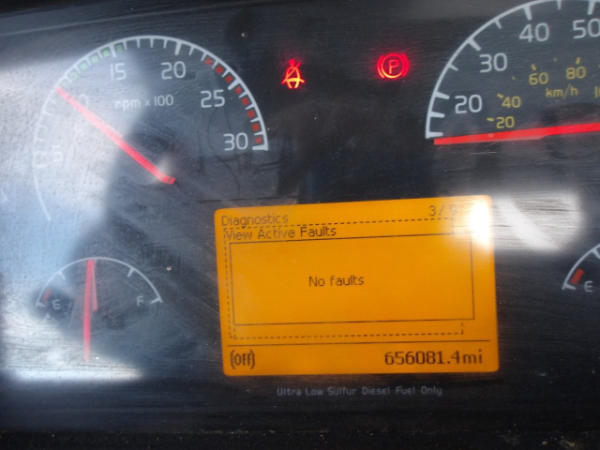 15
20
25
30
rpm x 100
P
20
30
40
50
20
40
60
80
km/h
E
F
Diagnostics
View Active Faults
No faults
(Off)
656081.4mi
Ultra Low Sulfur Diesel Fuel Only
E